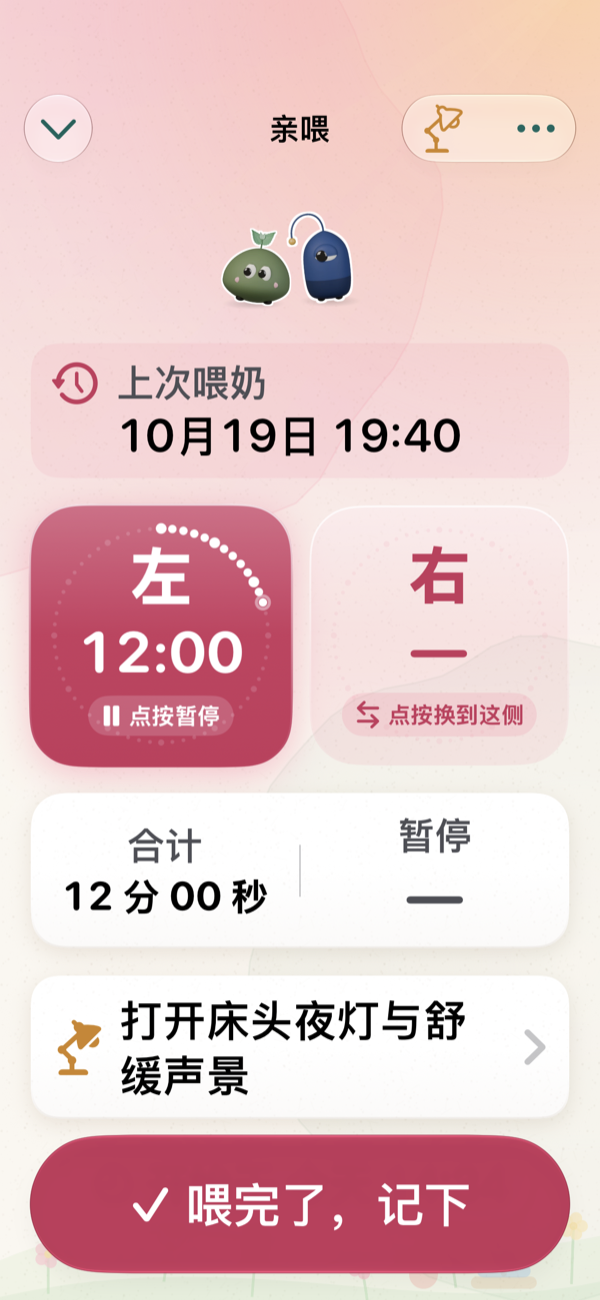 亲喂
上次喂奶
10月19日 19:40
左
12:00
点按暂停
右
点按换到这侧
合计
12 分 00 秒
暂停
打开床头夜灯与舒
缓声景
喂完了，记下